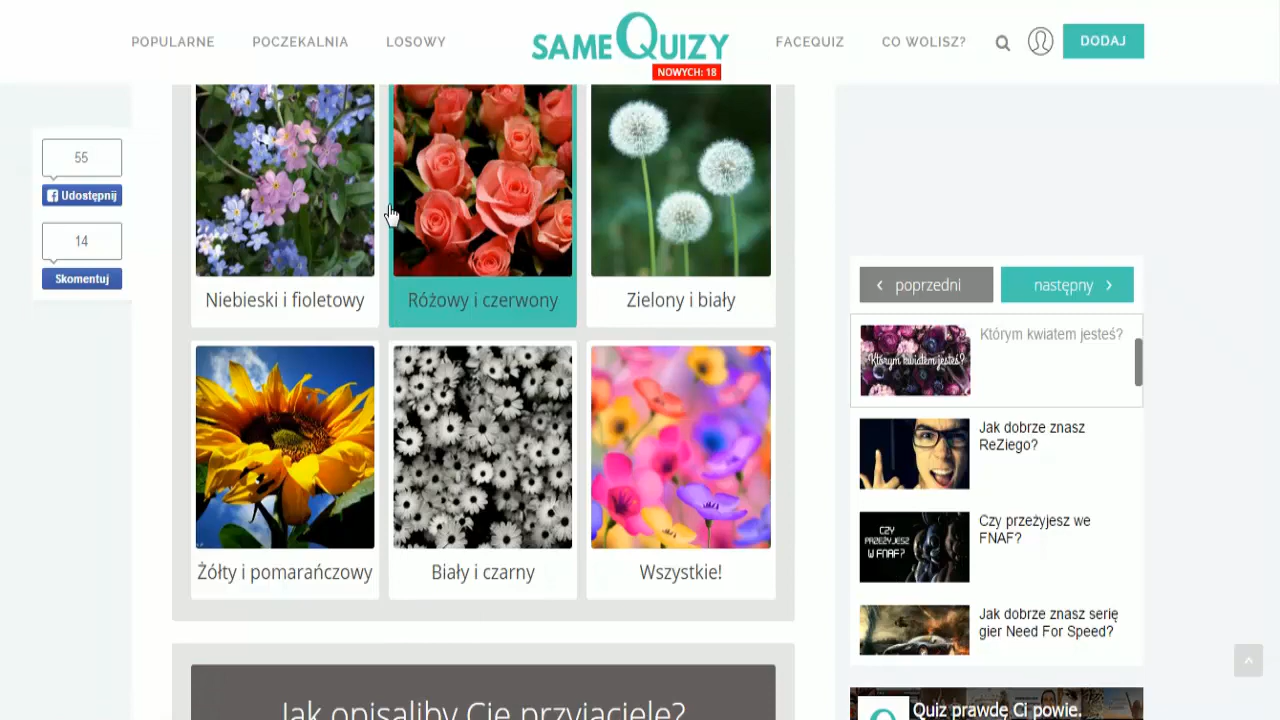 POPULARNE
POCZEKALNIA
LOSOWY
SAMEQUIZY
NOWYCH: 18
FACEQUIZ
CO WOLISZ?
DODAJ
55
Udostępnij
14
Skomentuj
Niebieski i fioletowy
Różowy i czerwony
Zielony i biały
Żółty i pomarańczowy
Biały i czarny
Wszystkie!
Jak opisaliby Cię przyjaciele?
poprzedni
następny
Którym kwiatem jesteś?
Którym kwiatem jesteś?
Jak dobrze znasz
ReZiego?
CZY
PRZEŻYJESZ
W FNAF?
Czy przeżyjesz we
FNAF?
Jak dobrze znasz serię
gier Need For Speed?
Quiz prawdę Ci powie.